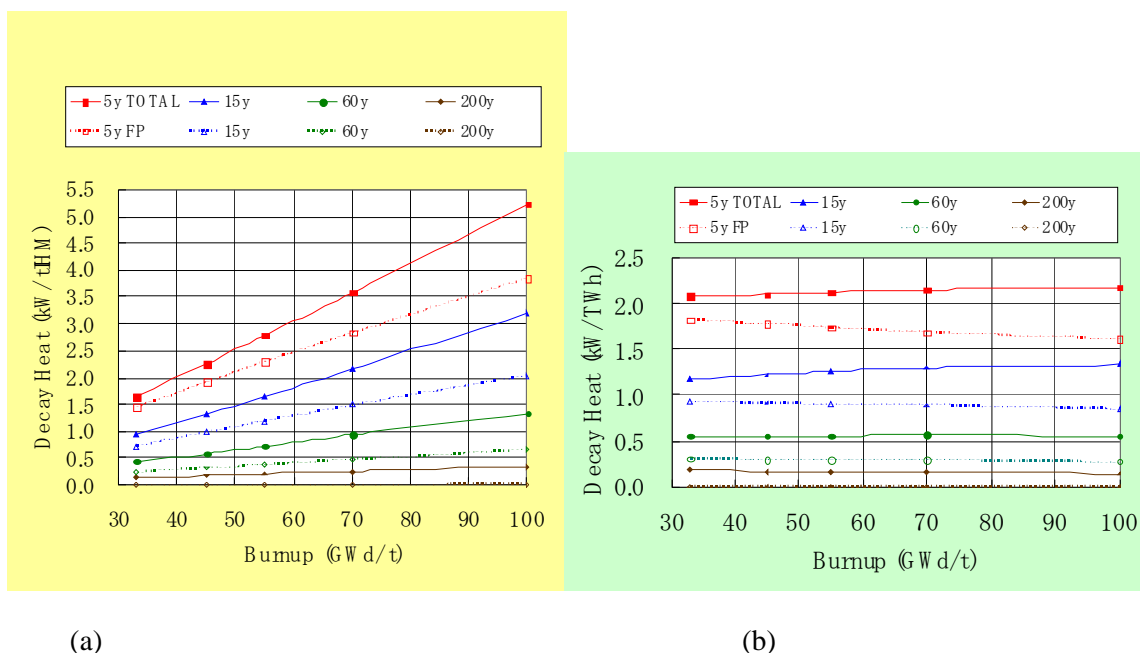 5y TOTAL 15y 60y 200y
5y FP 15y 60y 200y
5.5
5.0
4.5
4.0
3.5
3.0
2.5
2.0
1.5
1.0
0.5
0.0
Decay Heat (kW/tHM)
30 40 50 60 70 80 90 100
Burnup (GWd/t)
(a)
5y TOTAL 15y 60y 200y
5y FP 15y 60y 200y
2.5
2.0
1.5
1.0
0.5
0.0
Decay Heat (kW/TWh)
30 40 50 60 70 80 90 100
Burnup (GWd/t)
(b)